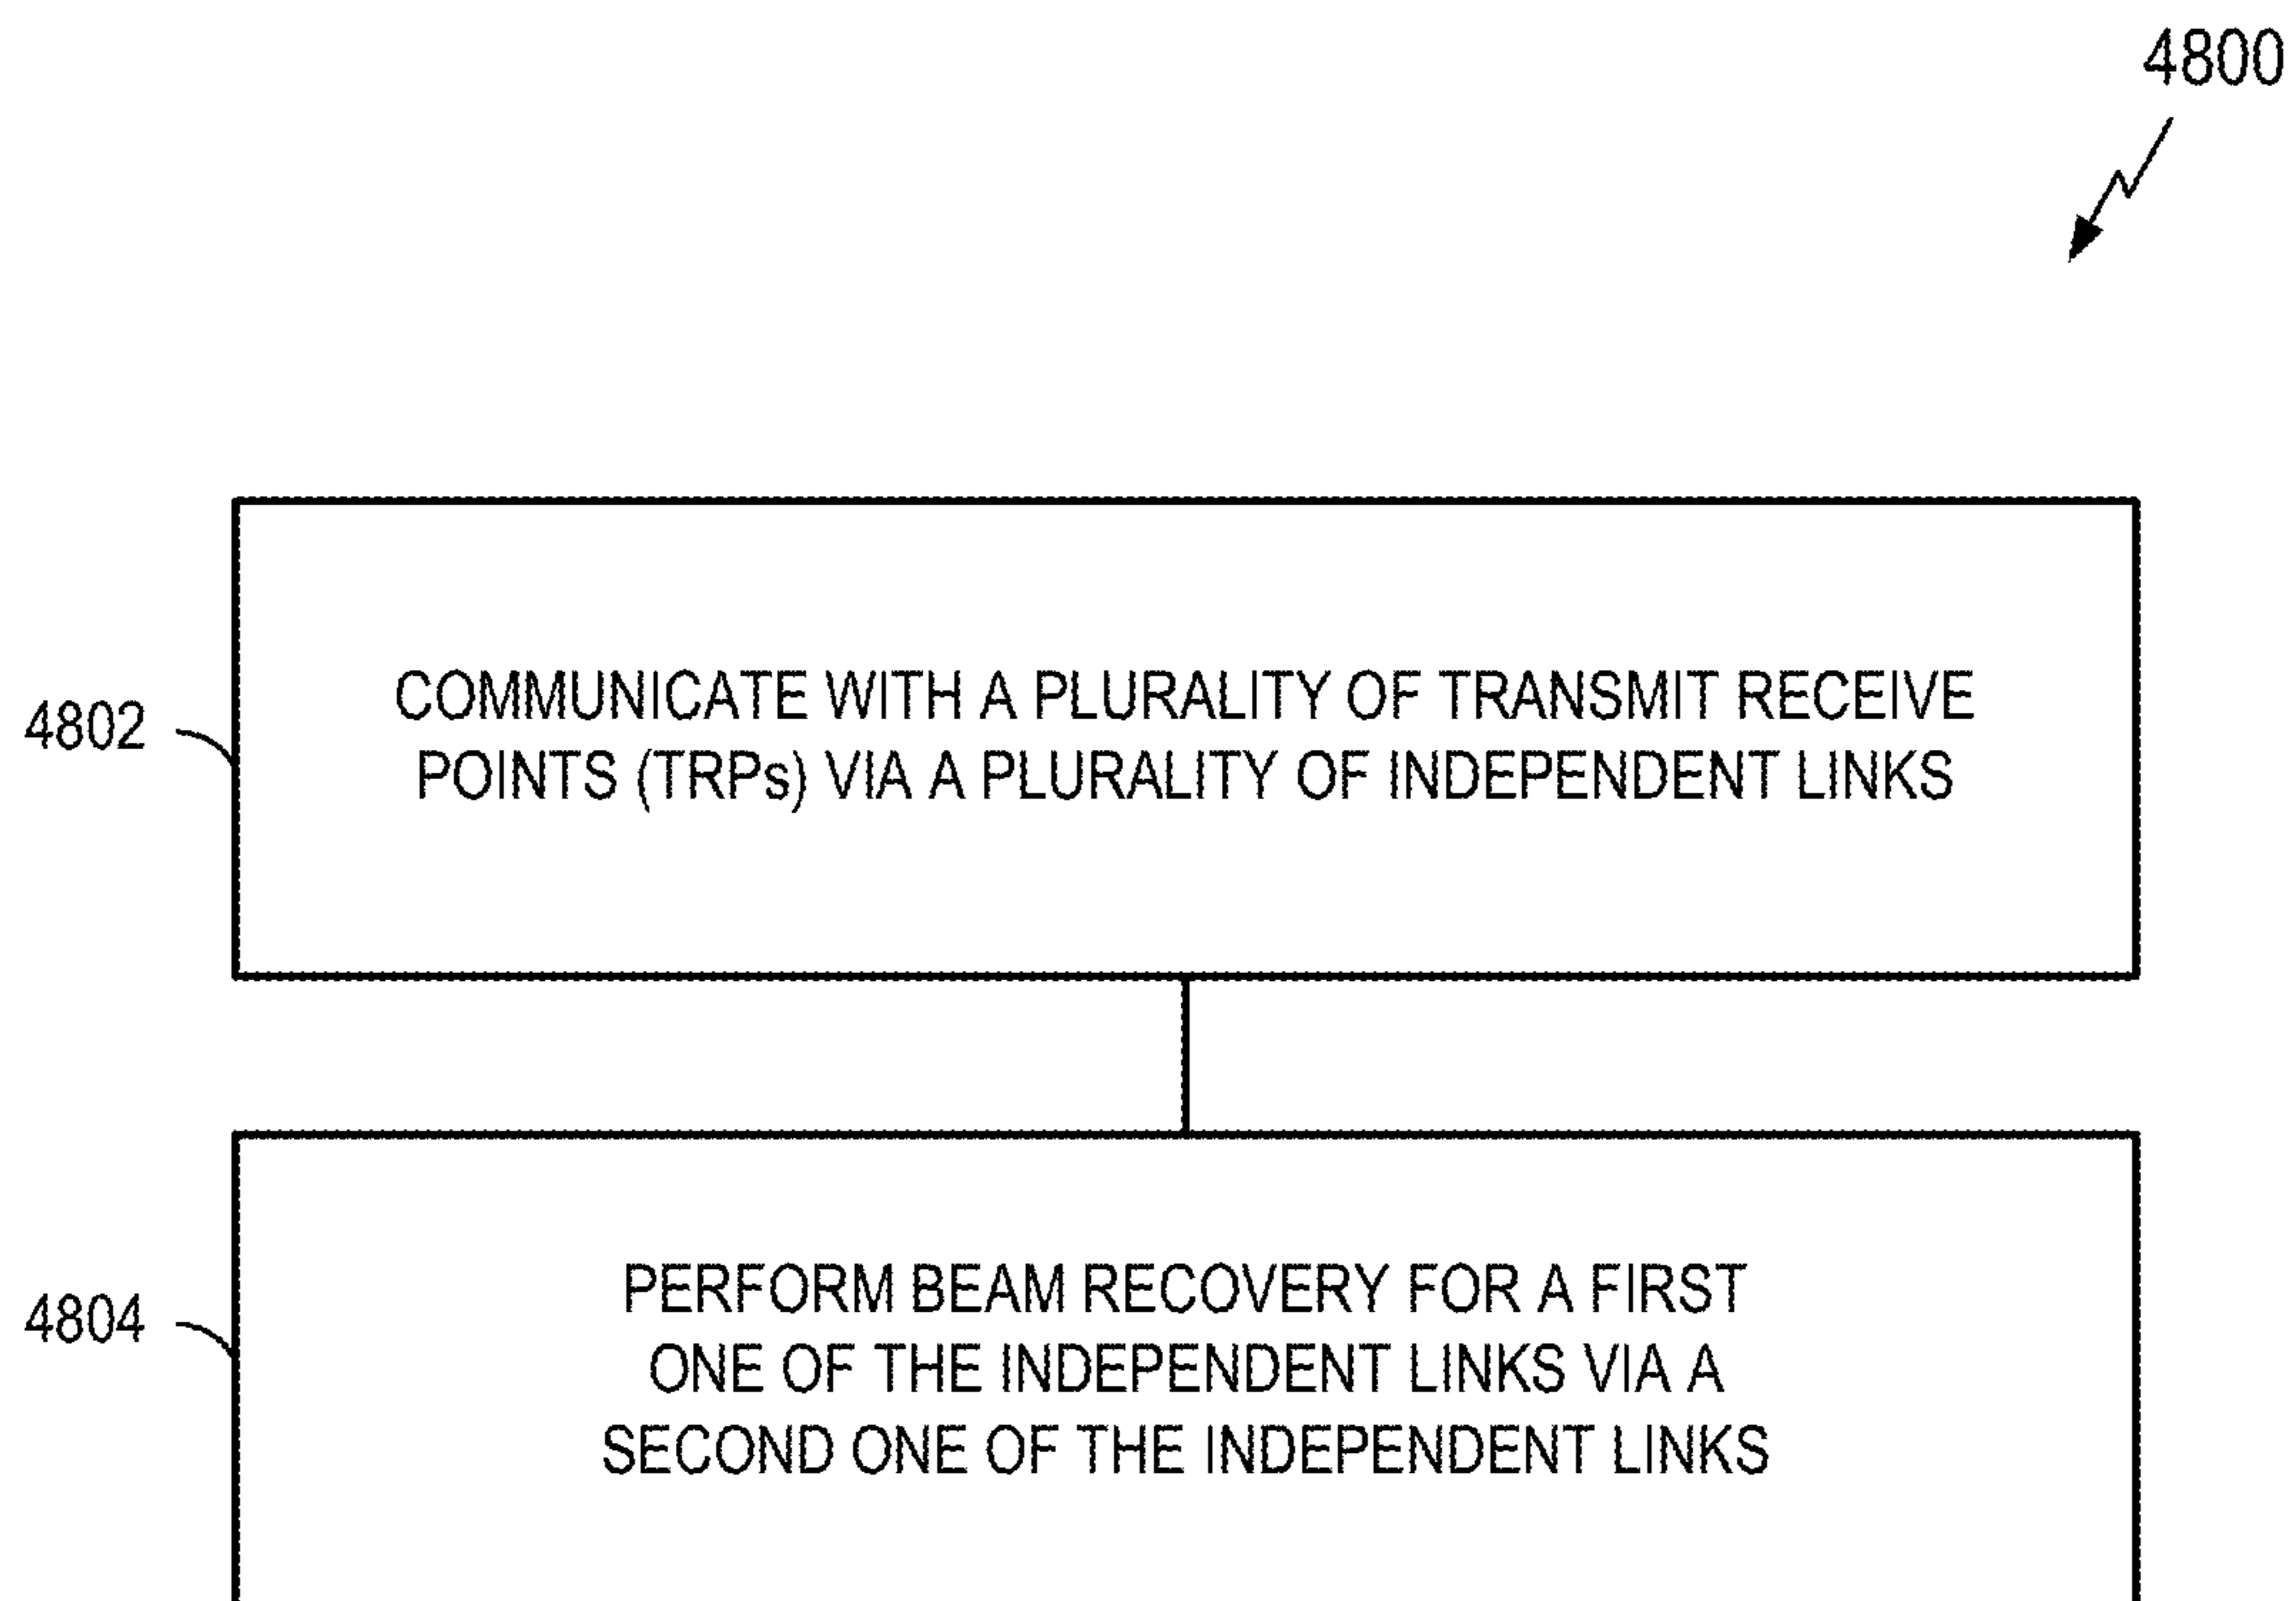 4800
4802
COMMUNICATE WITH A PLURALITY OF TRANSMIT RECEIVE
POINTS (TRPs) VIA A PLURALITY OF INDEPENDENT LINKS
4804
PERFORM BEAM RECOVERY FOR A FIRST
ONE OF THE INDEPENDENT LINKS VIA A
SECOND ONE OF THE INDEPENDENT LINKS